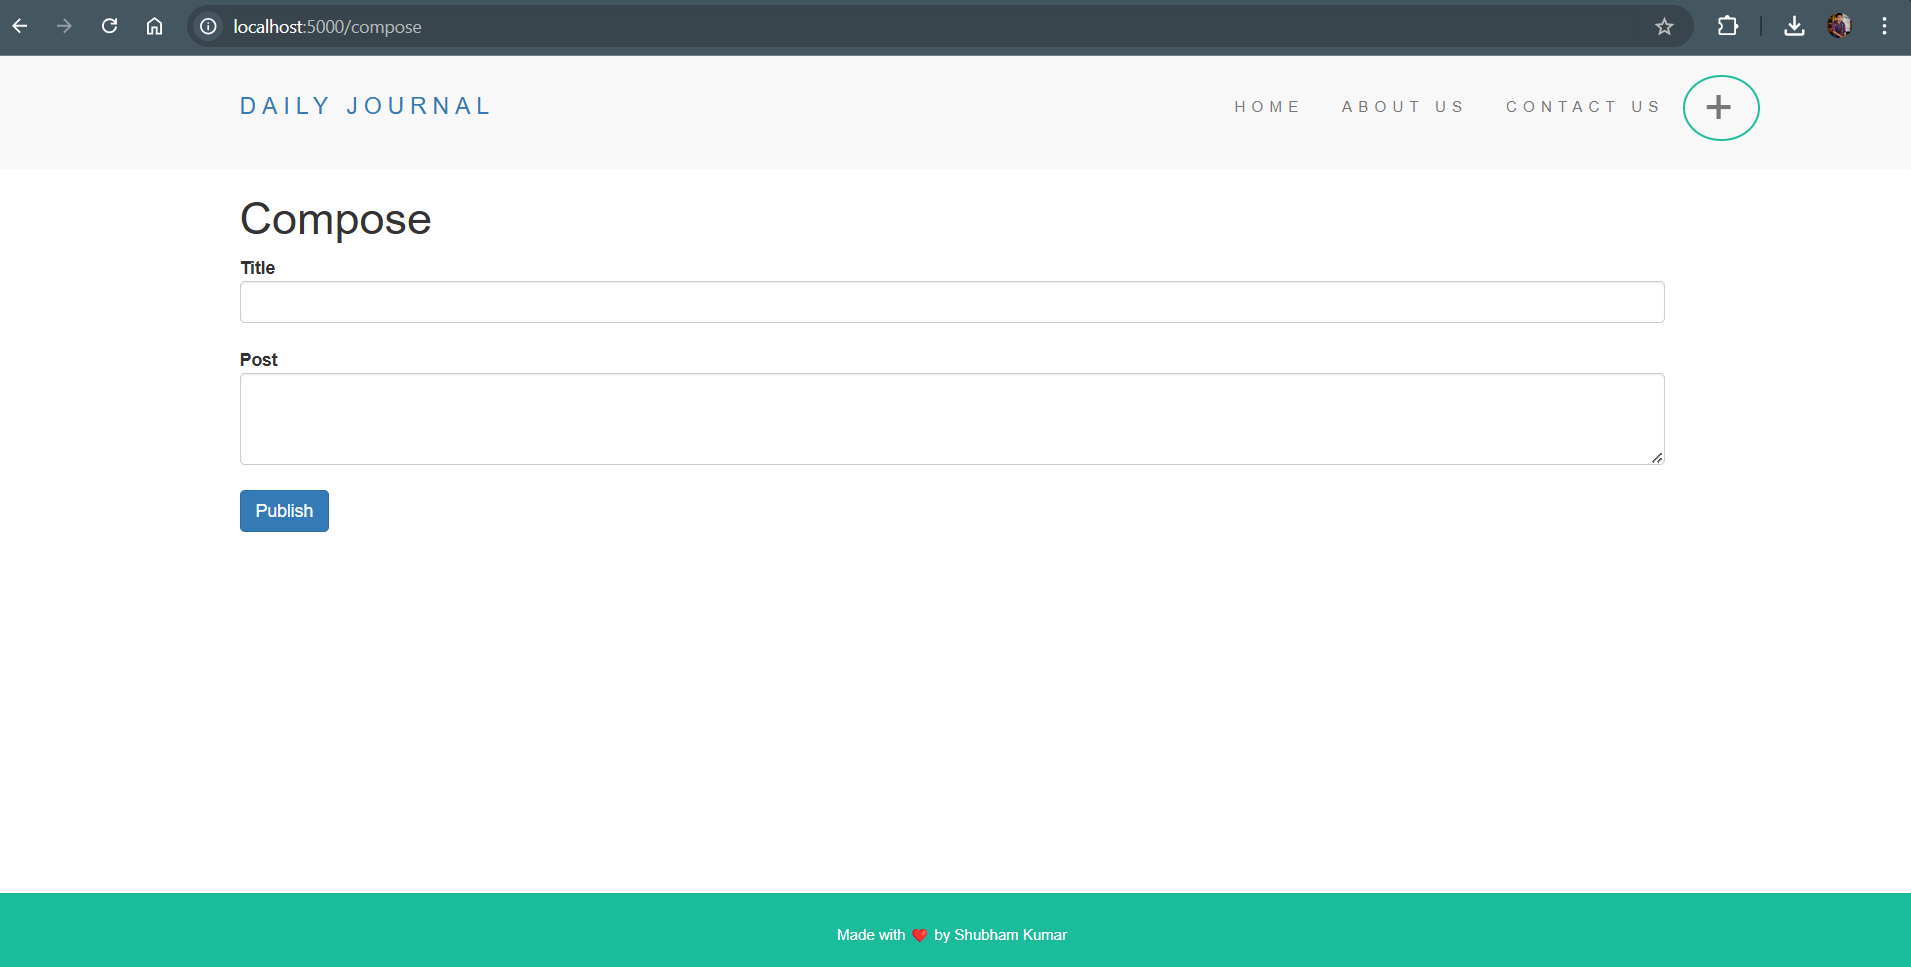 localhost:5000/compose
DAILY JOURNAL
HOME
ABOUT US
CONTACT US
+
Compose
Title
Post
Publish
Made with ❤️ by Shubham Kumar